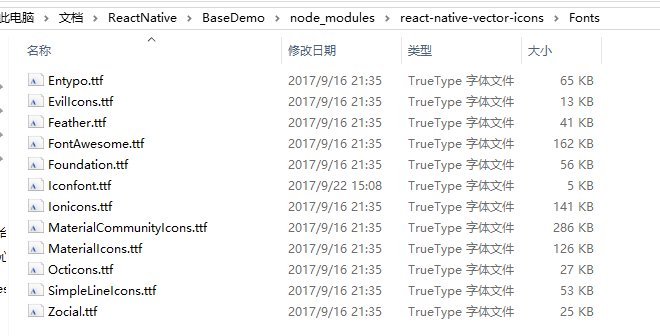 此电脑 › 文档 › ReactNative › BaseDemo › node_modules › react-native-vector-icons › Fonts
名称 修改日期 类型 大小
Entypo.ttf 2017/9/16 21:35 TrueType 字体文件 65 KB
EvilIcons.ttf 2017/9/16 21:35 TrueType 字体文件 13 KB
Feather.ttf 2017/9/16 21:35 TrueType 字体文件 41 KB
FontAwesome.ttf 2017/9/16 21:35 TrueType 字体文件 162 KB
Foundation.ttf 2017/9/16 21:35 TrueType 字体文件 56 KB
Iconfont.ttf 2017/9/22 15:08 TrueType 字体文件 5 KB
Ionicons.ttf 2017/9/16 21:35 TrueType 字体文件 141 KB
MaterialCommunityIcons.ttf 2017/9/16 21:35 TrueType 字体文件 286 KB
MaterialIcons.ttf 2017/9/16 21:35 TrueType 字体文件 126 KB
Octicons.ttf 2017/9/16 21:35 TrueType 字体文件 27 KB
SimpleLineIcons.ttf 2017/9/16 21:35 TrueType 字体文件 53 KB
Zocial.ttf 2017/9/16 21:35 TrueType 字体文件 25 KB